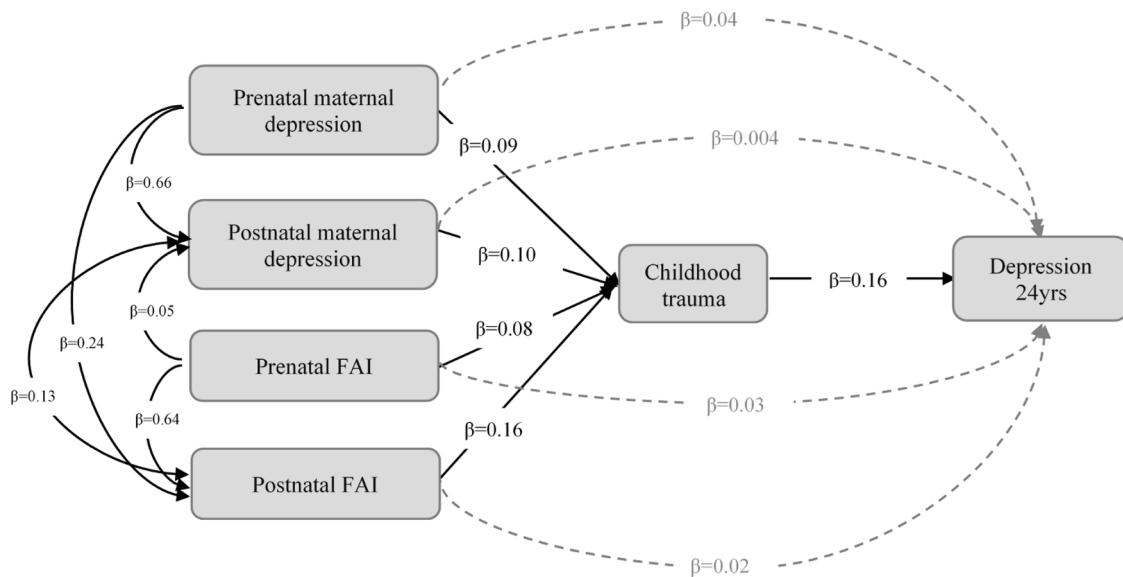 β=0.04
Prenatal maternal
depression
β=0.09
β=0.004
β=0.66
Postnatal maternal
depression
β=0.10
Childhood
trauma
β=0.16
Depression
24yrs
β=0.05
β=0.08
β=0.24
Prenatal FAI
β=0.13
β=0.03
β=0.64
β=0.16
Postnatal FAI
β=0.02